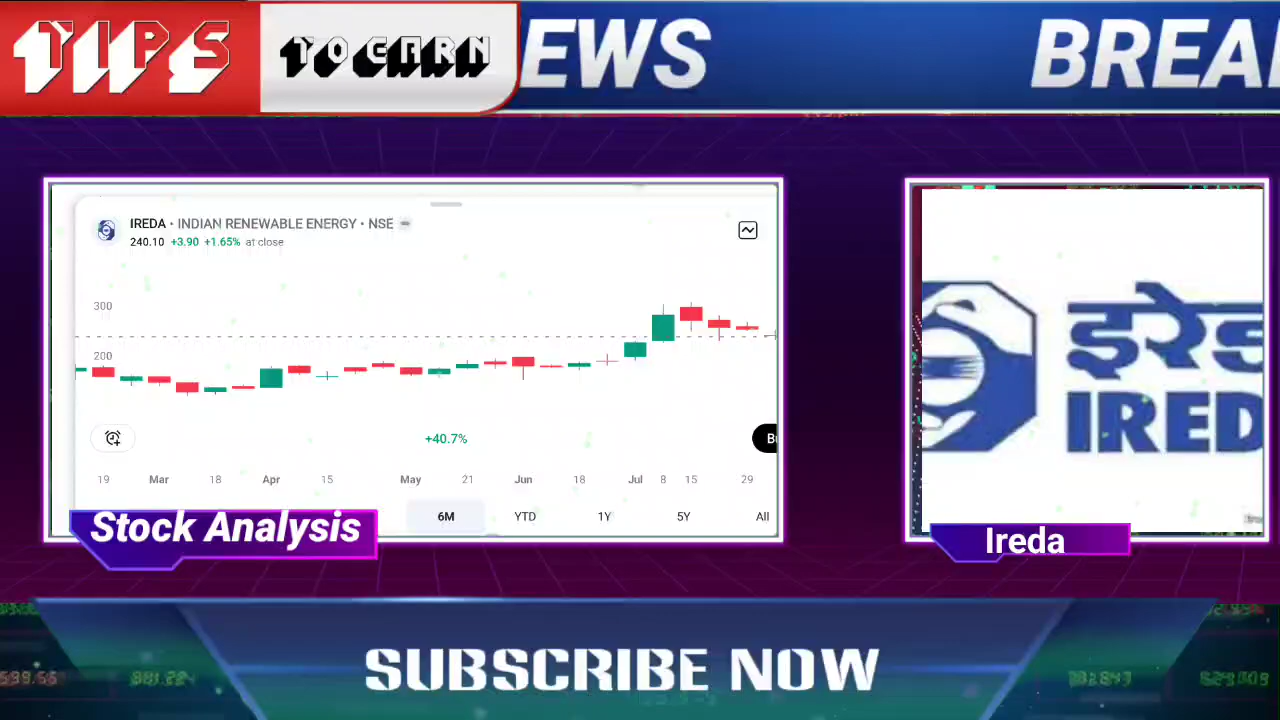 TIPS
TO EARN
EWS
BREA
IREDA • INDIAN RENEWABLE ENERGY • NSE
240.10 +3.90 +1.65% at close
300
200
+40.7%
19 Mar 18 Apr 15 May 21 Jun 18 Jul 8 15 29
6M YTD 1Y 5Y All
Stock Analysis
IRED
Ireda
SUBSCRIBE NOW